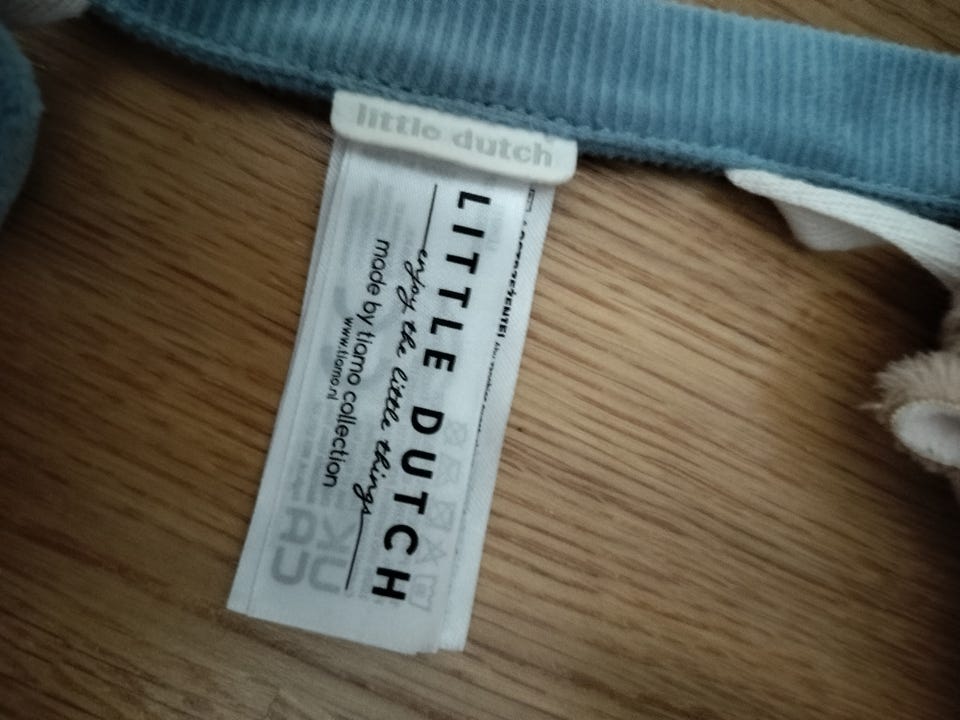 little dutch
LITTLE DUTCH
enjoy the little things
made by tiamo collection
www.tiamo.nl